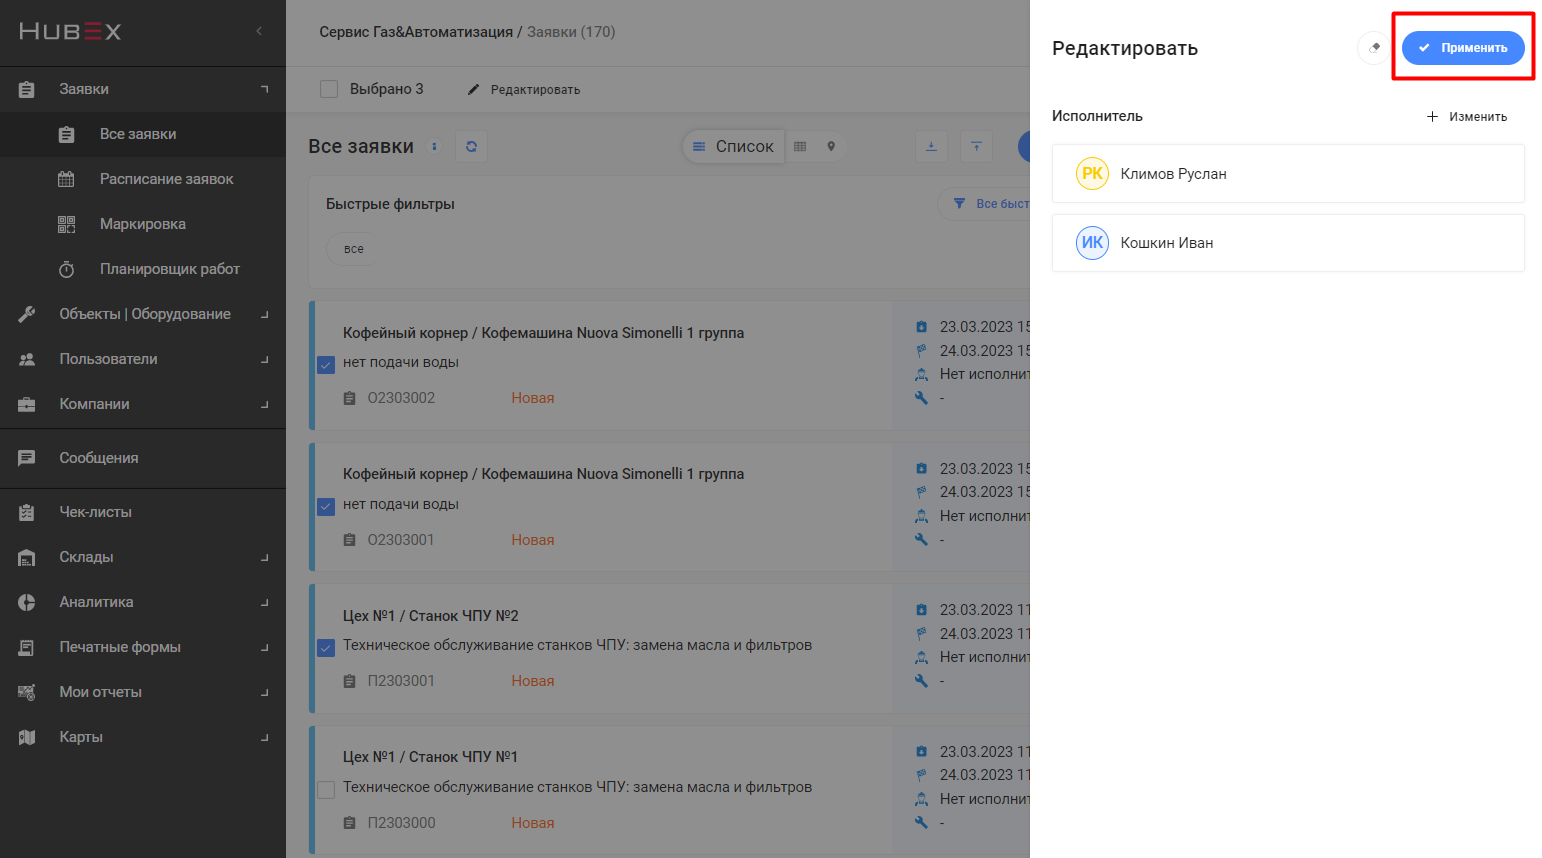 HUBEX
Заявки
Все заявки
Расписание заявок
Маркировка
Планировщик работ
Объекты | Оборудование
Пользователи
Компании
Сообщения
Чек-листы
Склады
Аналитика
Печатные формы
Мои отчеты
Карты
Сервис Газ&Автоматизация / Заявки (170)
Выбрано 3 Редактировать
Все заявки Список
Быстрые фильтры Все быст
все
Кофейный корнер / Кофемашина Nuova Simonelli 1 группа
нет подачи воды
О2303002 Новая
23.03.2023 15
24.03.2023 15
Нет исполнит
-
Кофейный корнер / Кофемашина Nuova Simonelli 1 группа
нет подачи воды
О2303001 Новая
23.03.2023 15
24.03.2023 15
Нет исполнит
-
Цех №1 / Станок ЧПУ №2
Техническое обслуживание станков ЧПУ: замена масла и фильтров
П2303001 Новая
23.03.2023 11
24.03.2023 11
Нет исполнит
-
Цех №1 / Станок ЧПУ №1
Техническое обслуживание станков ЧПУ: замена масла и фильтров
П2303000 Новая
23.03.2023 11
24.03.2023 11
Нет исполнит
-
Редактировать Применить
Исполнитель Изменить
РК Климов Руслан
ИК Кошкин Иван